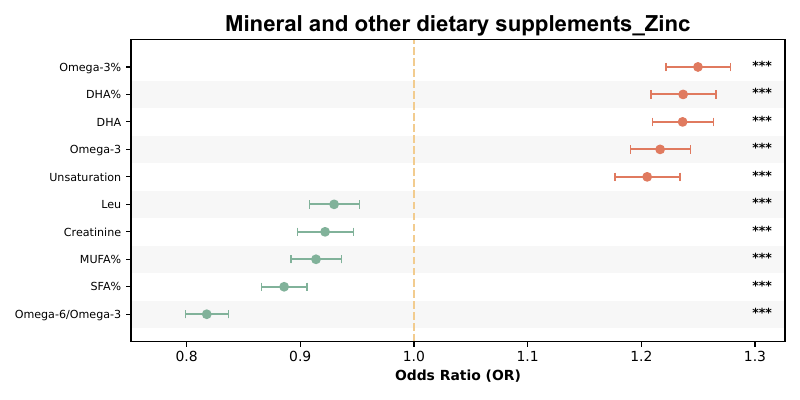 Mineral and other dietary supplements_Zinc
Omega-3% ***
DHA% ***
DHA ***
Omega-3 ***
Unsaturation ***
Leu ***
Creatinine ***
MUFA% ***
SFA% ***
Omega-6/Omega-3 ***
0.8 0.9 1.0 1.1 1.2 1.3
Odds Ratio (OR)